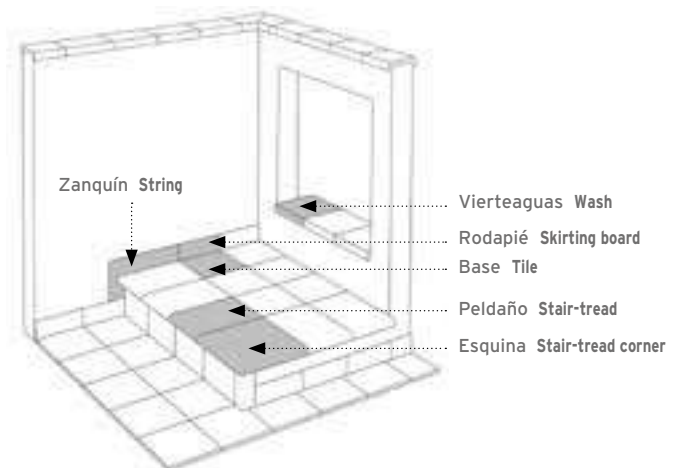 Zanquín String
Vierteaguas Wash
Rodapié Skirting board
Base Tile
Peldaño Stair-tread
Esquina Stair-tread corner